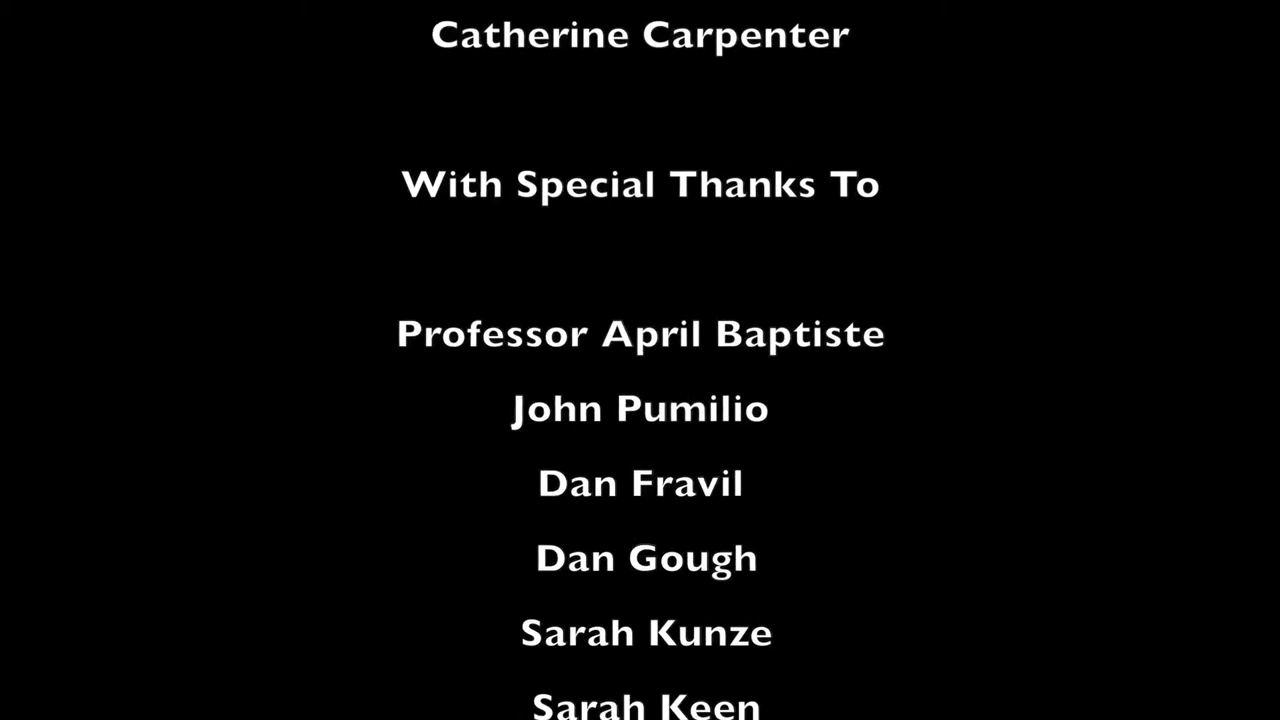 Catherine Carpenter
With Special Thanks To
Professor April Baptiste
John Pumilio
Dan Fravil
Dan Gough
Sarah Kunze
Sarah Keen